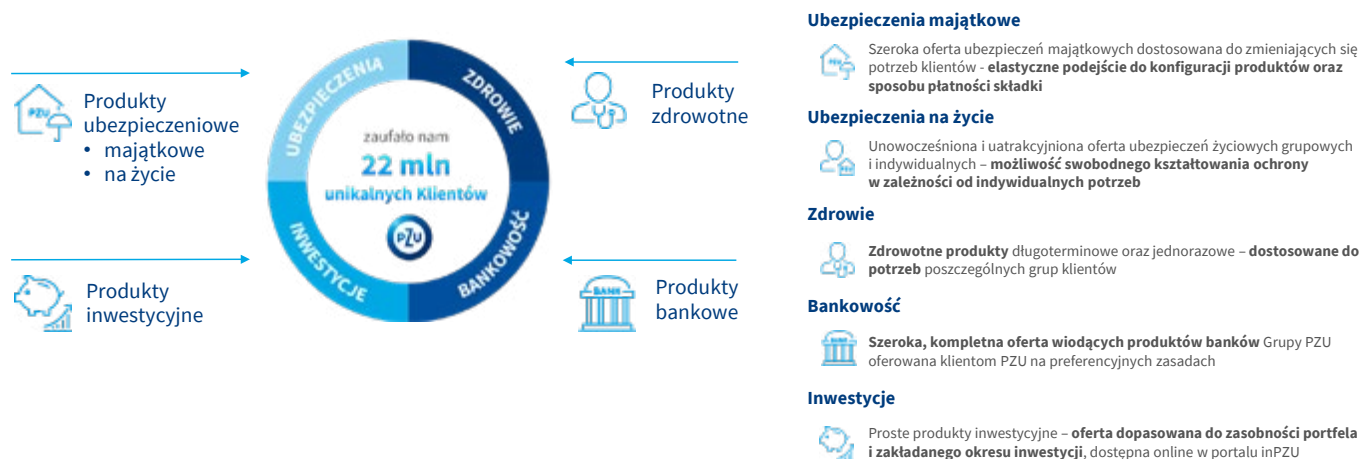 Produkty
ubezpieczeniowe
• majątkowe
• na życie
Produkty
inwestycyjne
UBEZPIECZENIA
ZDROWIE
INWESTYCJE
BANKOWOŚĆ
zaufało nam
22 mln
unikalnych Klientów
PZU
Produkty
zdrowotne
BANK
Produkty
bankowe
Ubezpieczenia majątkowe
Szeroka oferta ubezpieczeń majątkowych dostosowana do zmieniających się
potrzeb klientów - elastyczne podejście do konfiguracji produktów oraz
sposobu płatności składki
Ubezpieczenia na życie
Unowocześniona i uatrakcyjniona oferta ubezpieczeń życiowych grupowych
i indywidualnych – możliwość swobodnego kształtowania ochrony
w zależności od indywidualnych potrzeb
Zdrowie
Zdrowotne produkty długoterminowe oraz jednorazowe – dostosowane do
potrzeb poszczególnych grup klientów
Bankowość
Szeroka, kompletna oferta wiodących produktów banków Grupy PZU
oferowana klientom PZU na preferencyjnych zasadach
Inwestycje
Proste produkty inwestycyjne – oferta dopasowana do zasobności portfela
i zakładanego okresu inwestycji, dostępna online w portalu inPZU